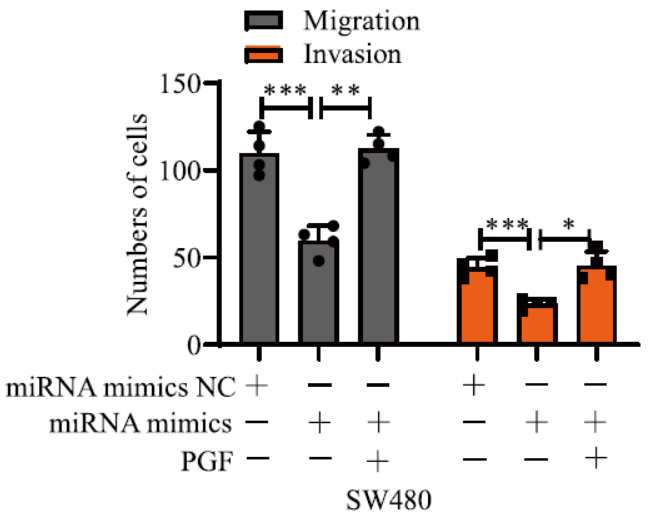 Migration
Invasion
Numbers of cells
150
100
50
0
*** **
*** *
miRNA mimics NC + − − + − −
miRNA mimics − + + − + +
PGF − − + − − +
SW480